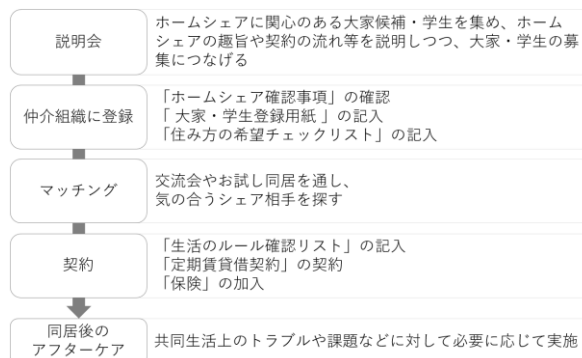 説明会
ホームシェアに関心のある大家候補・学生を集め、ホーム
シェアの趣旨や契約の流れ等を説明しつつ、大家・学生の募
集につなげる
仲介組織に登録
「ホームシェア確認事項」の確認
「 大家・学生登録用紙 」の記入
「住み方の希望チェックリスト」の記入
マッチング
交流会やお試し同居を通し、
気の合うシェア相手を探す
契約
「生活のルール確認リスト」の記入
「定期賃貸借契約」の契約
「保険」の加入
同居後の
アフターケア
共同生活上のトラブルや課題などに対して必要に応じて実施